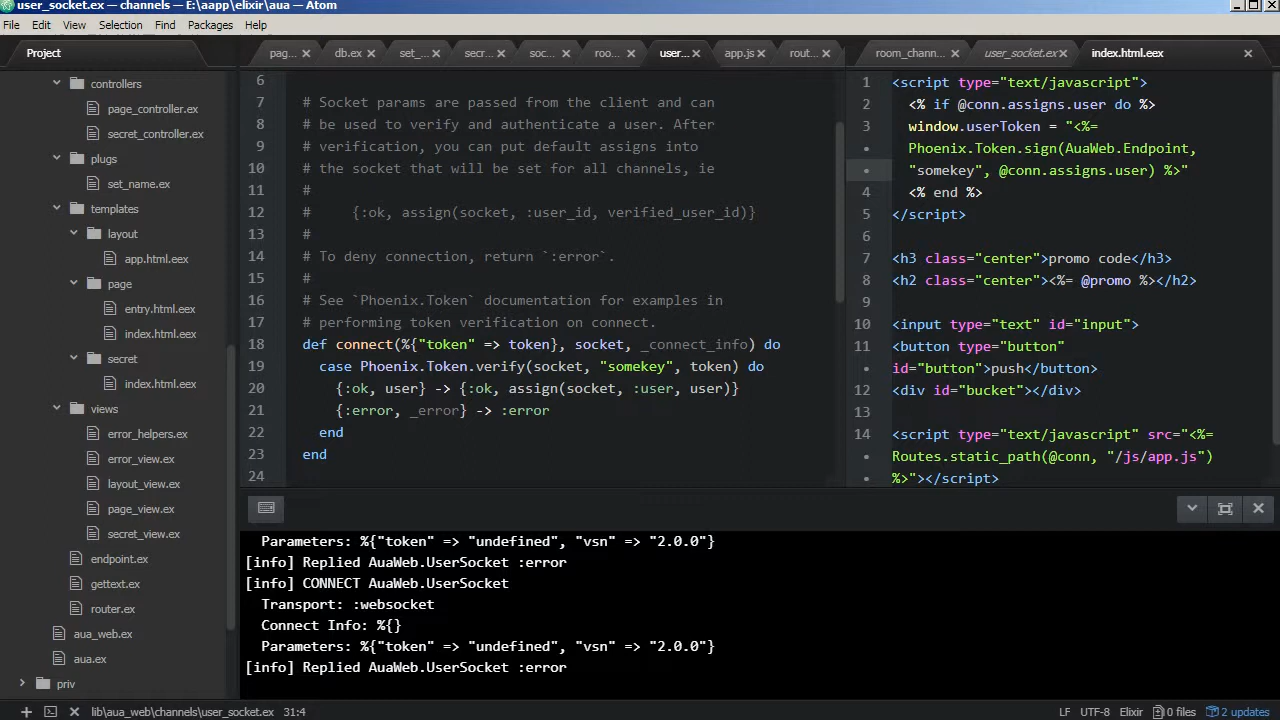 user_socket.ex — channels — E:\aapp\elixir\aua — Atom
File Edit View Selection Find Packages Help
Project
controllers
page_controller.ex
secret_controller.ex
plugs
set_name.ex
templates
layout
app.html.eex
page
entry.html.eex
index.html.eex
secret
index.html.eex
views
error_helpers.ex
error_view.ex
layout_view.ex
page_view.ex
secret_view.ex
endpoint.ex
gettext.ex
router.ex
aua_web.ex
aua.ex
priv
pag... db.ex set_... secr... soc... roo... user... app.js rout...
6
7 # Socket params are passed from the client and can
8 # be used to verify and authenticate a user. After
9 # verification, you can put default assigns into
10 # the socket that will be set for all channels, ie
11 #
12 #     {:ok, assign(socket, :user_id, verified_user_id)}
13 #
14 # To deny connection, return `:error`.
15 #
16 # See `Phoenix.Token` documentation for examples in
17 # performing token verification on connect.
18 def connect(%{"token" => token}, socket, _connect_info) do
19 case Phoenix.Token.verify(socket, "somekey", token) do
20 {:ok, user} -> {:ok, assign(socket, :user, user)}
21 {:error, _error} -> :error
22 end
23 end
24
room_chann... user_socket.ex index.html.eex
1 <script type="text/javascript">
2 <% if @conn.assigns.user do %>
3 window.userToken = "<%=
• Phoenix.Token.sign(AuaWeb.Endpoint,
• "somekey", @conn.assigns.user) %>"
4 <% end %>
5 </script>
6
7 <h3 class="center">promo code</h3>
8 <h2 class="center"><%= @promo %></h2>
9
10 <input type="text" id="input">
11 <button type="button"
• id="button">push</button>
12 <div id="bucket"></div>
13
14 <script type="text/javascript" src="<%=
• Routes.static_path(@conn, "/js/app.js")
• %>"></script>
Parameters: %{"token" => "undefined", "vsn" => "2.0.0"}
[info] Replied AuaWeb.UserSocket :error
[info] CONNECT AuaWeb.UserSocket
Transport: :websocket
Connect Info: %{}
Parameters: %{"token" => "undefined", "vsn" => "2.0.0"}
[info] Replied AuaWeb.UserSocket :error
lib\aua_web\channels\user_socket.ex 31:4 LF UTF-8 Elixir 0 files 2 updates